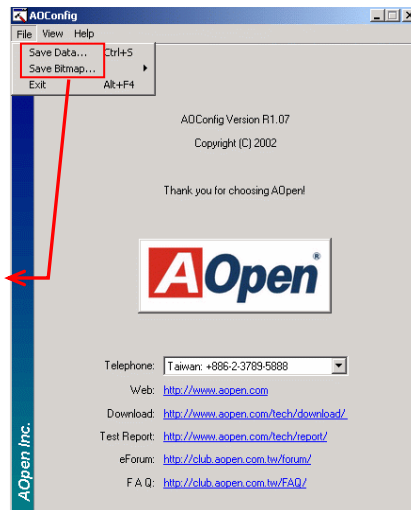 AOConfig
File View Help
Save Data... Ctrl+S
Save Bitmap...
Exit Alt+F4
AOConfig Version R1.07
Copyright (C) 2002
Thank you for choosing AOpen!
AOpen®
Telephone: Taiwan: +886-2-3789-5888
Web: http://www.aopen.com
Download: http://www.aopen.com/tech/download/
Test Report: http://www.aopen.com/tech/report/
eForum: http://club.aopen.com.tw/forum/
F A Q: http://club.aopen.com.tw/FAQ/
AOpen Inc.